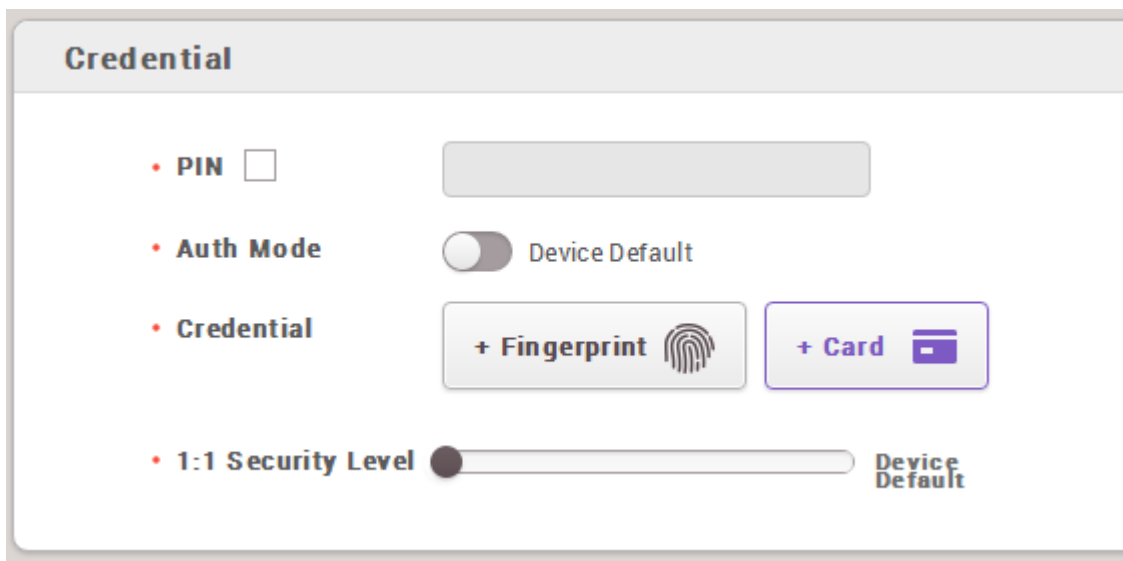 Credential
• PIN
• Auth Mode Device Default
• Credential + Fingerprint + Card
• 1:1 Security Level Device
Default